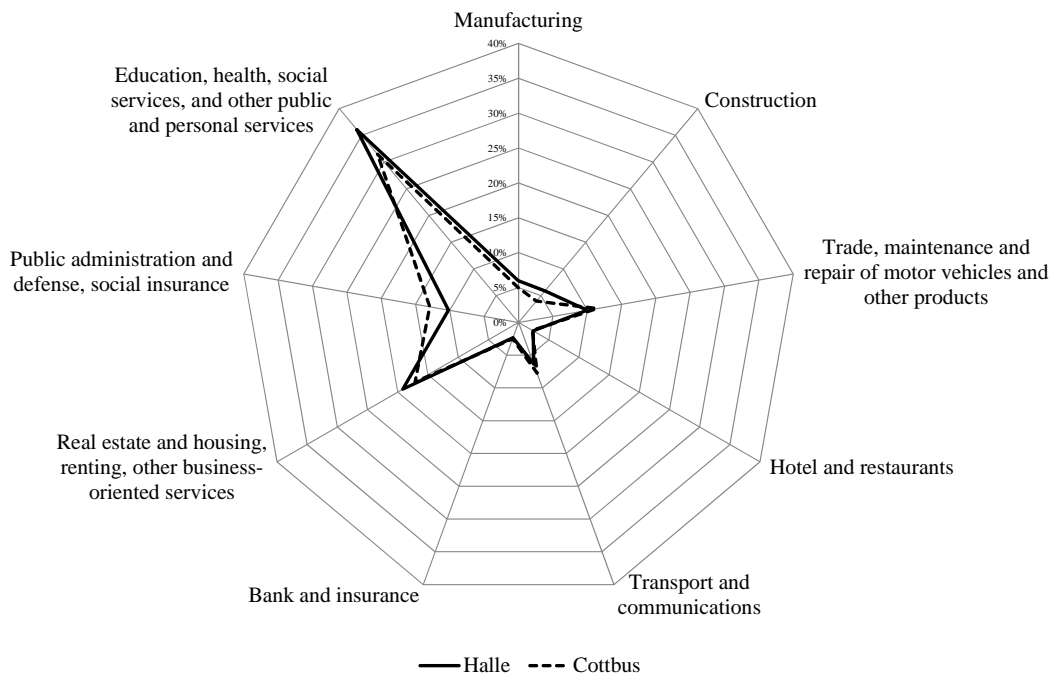 Manufacturing
40%
35%
30%
25%
20%
15%
10%
5%
0%
Construction
Trade, maintenance and
repair of motor vehicles and
other products
Hotel and restaurants
Transport and
communications
Bank and insurance
Real estate and housing,
renting, other business-
oriented services
Public administration and
defense, social insurance
Education, health, social
services, and other public
and personal services
Halle
Cottbus